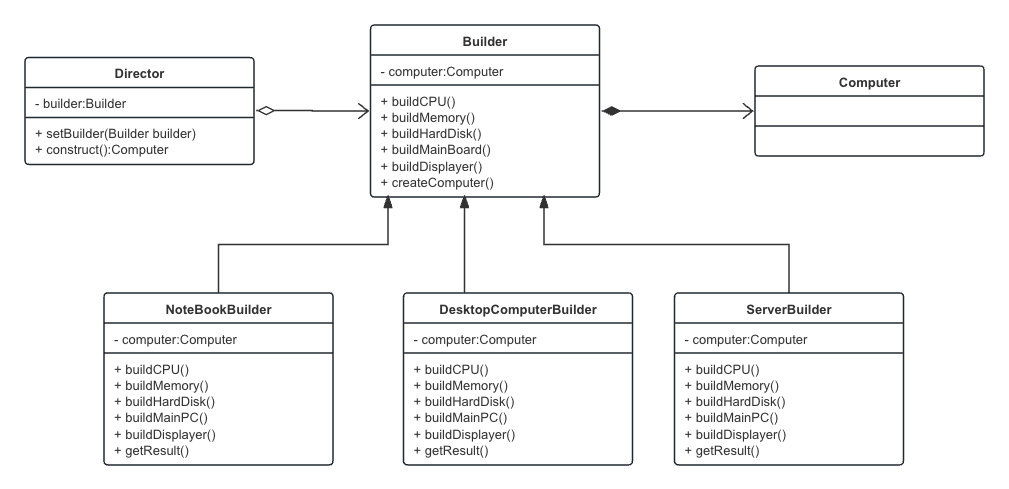 Director
- builder:Builder
+ setBuilder(Builder builder)
+ construct():Computer
Builder
- computer:Computer
+ buildCPU()
+ buildMemory()
+ buildHardDisk()
+ buildMainBoard()
+ buildDisplayer()
+ createComputer()
Computer
NoteBookBuilder
- computer:Computer
+ buildCPU()
+ buildMemory()
+ buildHardDisk()
+ buildMainPC()
+ buildDisplayer()
+ getResult()
DesktopComputerBuilder
- computer:Computer
+ buildCPU()
+ buildMemory()
+ buildHardDisk()
+ buildMainPC()
+ buildDisplayer()
+ getResult()
ServerBuilder
- computer:Computer
+ buildCPU()
+ buildMemory()
+ buildHardDisk()
+ buildMainPC()
+ buildDisplayer()
+ getResult()